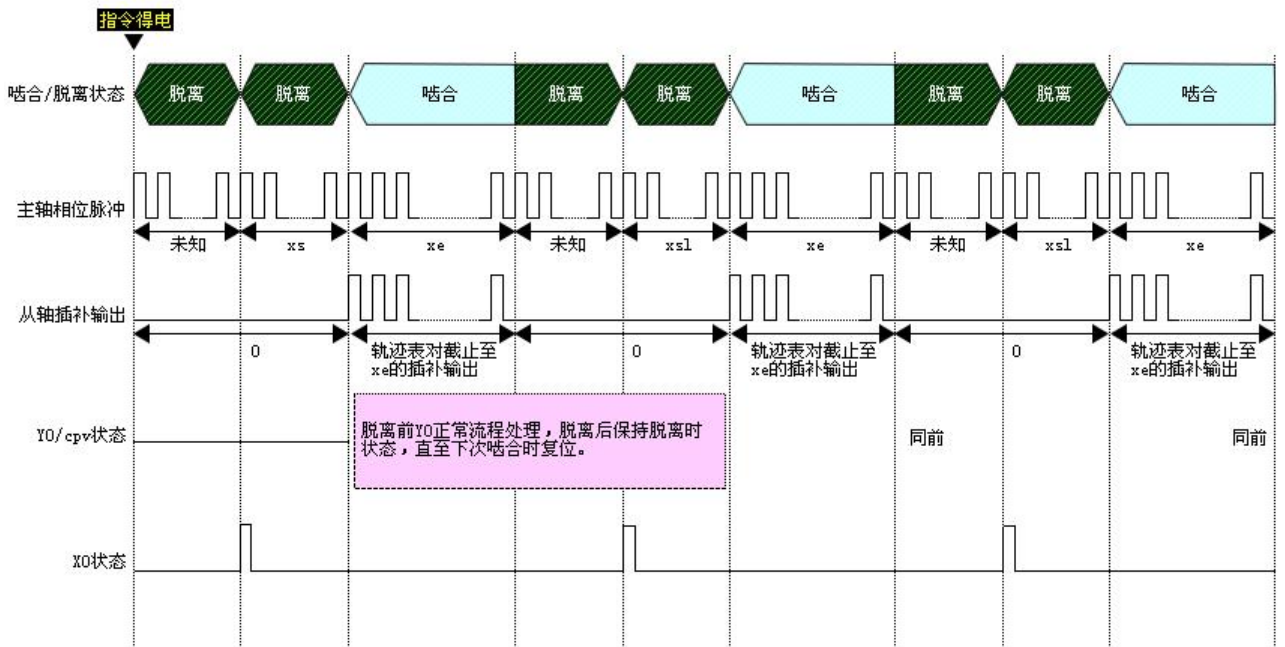 指令得电
啮合/脱离状态
脱离
脱离
啮合
脱离
脱离
啮合
脱离
脱离
啮合
主轴相位脉冲
未知
xs
xe
未知
xsl
xe
未知
xsl
xe
从轴插补输出
0
轨迹表对截止至
xe的插补输出
0
轨迹表对截止至
xe的插补输出
0
轨迹表对截止至
xe的插补输出
Y0/cpv状态
脱离前Y0正常流程处理，脱离后保持脱离时
状态，直至下次啮合时复位。
同前
同前
X0状态